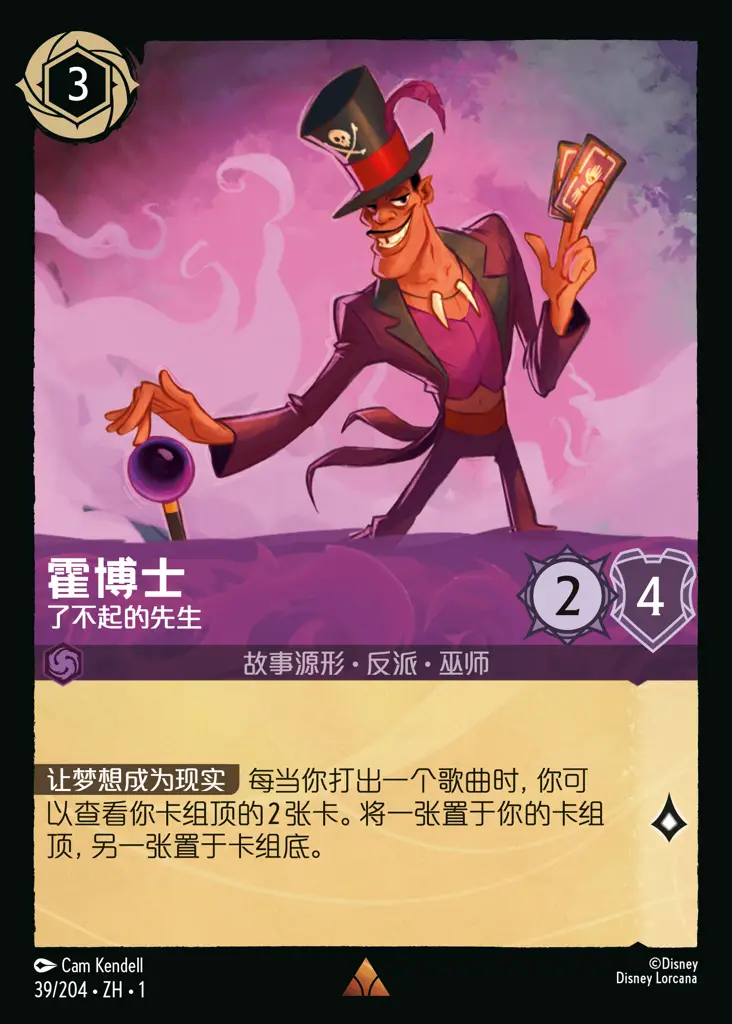 3
霍博士
了不起的先生
2
4
故事源形 • 反派 • 巫师
让梦想成为现实 每当你打出一个歌曲时, 你可
以查看你卡组顶的2张卡。将一张置于你的卡组
顶, 另一张置于卡组底。
Cam Kendell
39/204 • ZH • 1
©Disney
Disney Lorcana